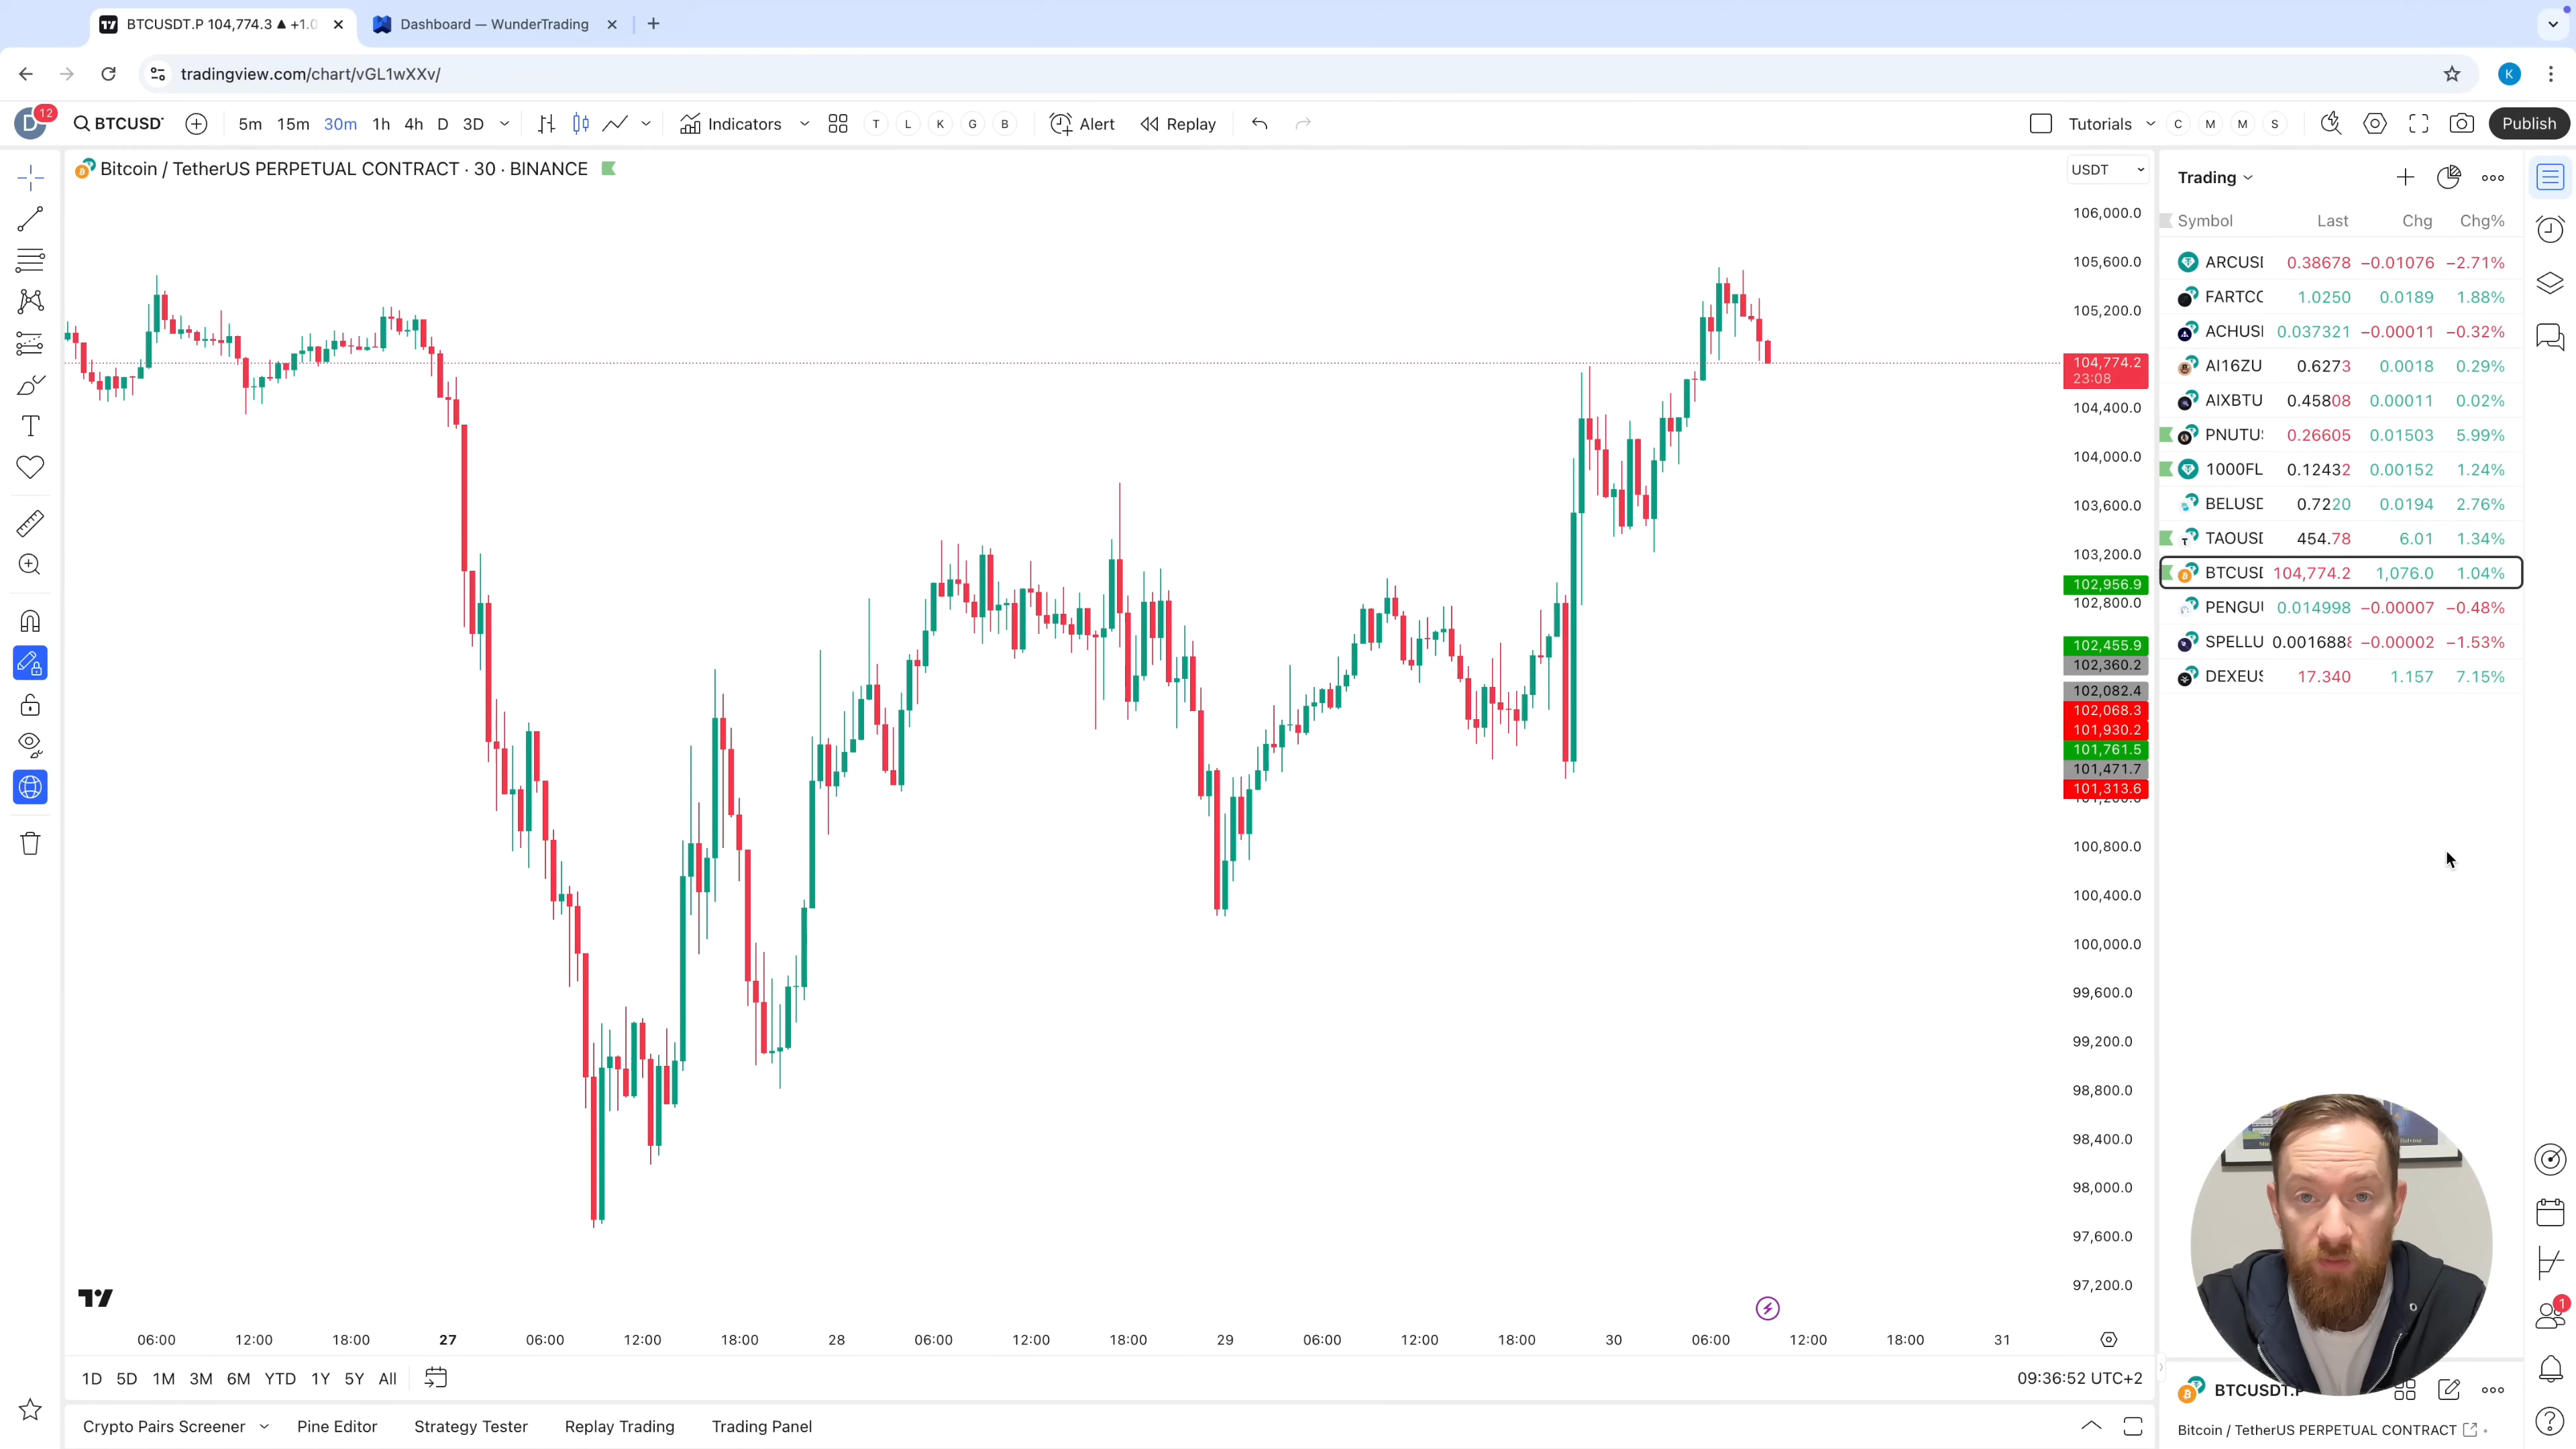 BTCUSDT.P 104,774.3 ▲ +1.0
Dashboard — WunderTrading
tradingview.com/chart/vGL1wXXv/
K
D 12 BTCUSDT 5m 15m 30m 1h 4h D 3D Indicators T L K G B Alert Replay Tutorials C M M S Publish
Bitcoin / TetherUS PERPETUAL CONTRACT · 30 · BINANCE
USDT
106,000.0
105,600.0
105,200.0
104,774.2
23:08
104,400.0
104,000.0
103,600.0
103,200.0
102,956.9
102,800.0
102,455.9
102,360.2
102,082.4
102,068.3
101,930.2
101,761.5
101,471.7
101,313.6
100,800.0
100,400.0
100,000.0
99,600.0
99,200.0
98,800.0
98,400.0
98,000.0
97,600.0
97,200.0
06:00 12:00 18:00 27 06:00 12:00 18:00 28 06:00 12:00 18:00 29 06:00 12:00 18:00 30 06:00 12:00 18:00 31
1D 5D 1M 3M 6M YTD 1Y 5Y All
09:36:52 UTC+2
Crypto Pairs Screener Pine Editor Strategy Tester Replay Trading Trading Panel
Trading
Symbol Last Chg Chg%
ARCUSD 0.38678 −0.01076 −2.71%
FARTCO 1.0250 0.0189 1.88%
ACHUSD 0.037321 −0.00011 −0.32%
AI16ZU 0.6273 0.0018 0.29%
AIXBTU 0.45808 0.00011 0.02%
PNUTUS 0.26605 0.01503 5.99%
1000FL 0.12432 0.00152 1.24%
BELUSD 0.7220 0.0194 2.76%
TAOUSD 454.78 6.01 1.34%
BTCUSD 104,774.2 1,076.0 1.04%
PENGUU 0.014998 −0.00007 −0.48%
SPELLU 0.0016888 −0.00002 −1.53%
DEXEUS 17.340 1.157 7.15%
1
BTCUSDT.P
Bitcoin / TetherUS PERPETUAL CONTRACT